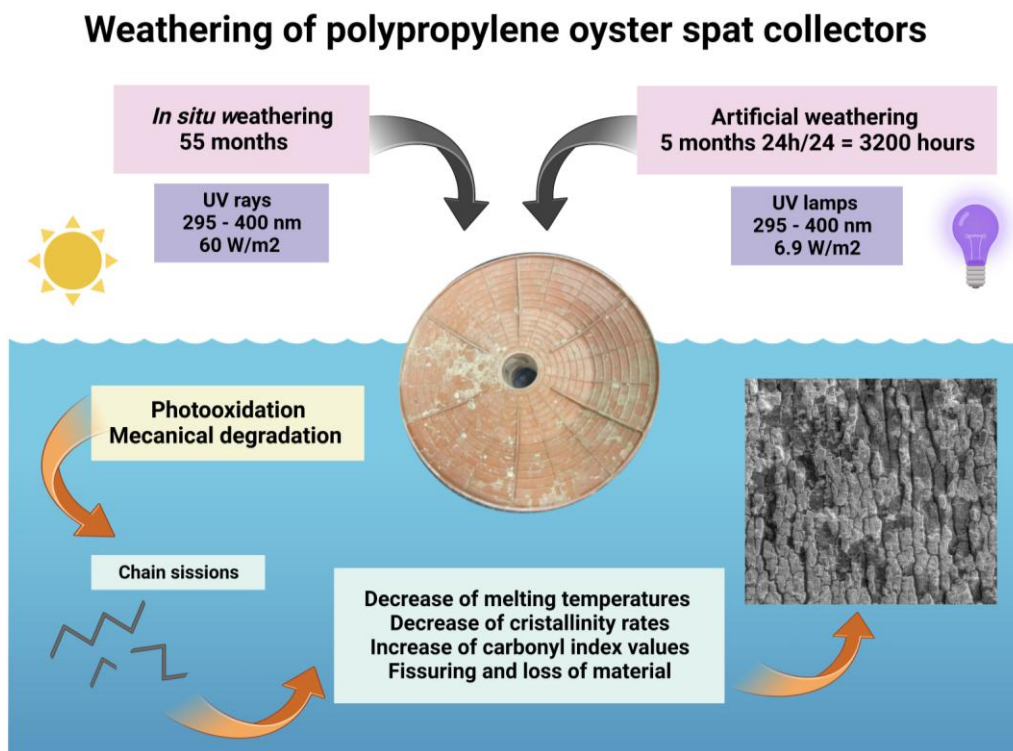 Weathering of polypropylene oyster spat collectors
In situ weathering
55 months
Artificial weathering
5 months 24h/24 = 3200 hours
UV rays
295 - 400 nm
60 W/m2
UV lamps
295 - 400 nm
6.9 W/m2
Photooxidation
Mecanical degradation
Chain sissions
Decrease of melting temperatures
Decrease of cristallinity rates
Increase of carbonyl index values
Fissuring and loss of material